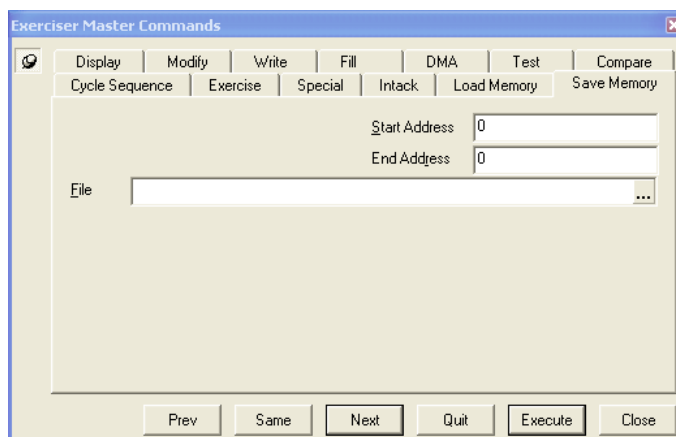 Exerciser Master Commands
Display Modify Write Fill DMA Test Compare
Cycle Sequence Exercise Special Intack Load Memory Save Memory
Start Address 0
End Address 0
File ...
Prev Same Next Quit Execute Close